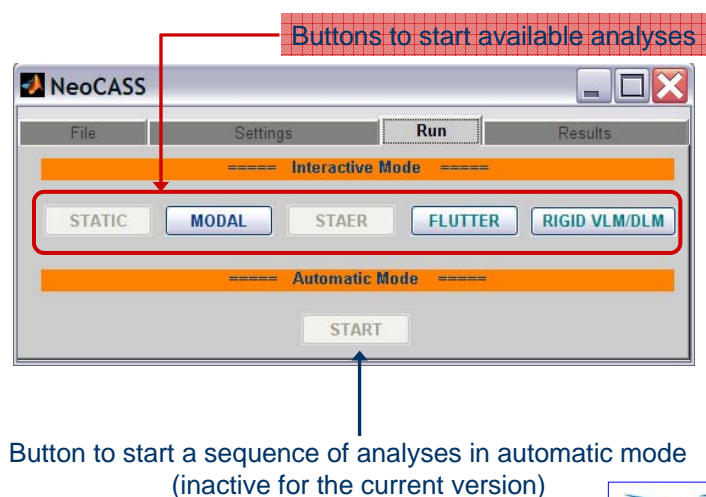 Buttons to start available analyses
NeoCASS
File Settings Run Results
===== Interactive Mode =====
STATIC MODAL STAER FLUTTER RIGID VLM/DLM
===== Automatic Mode =====
START
Button to start a sequence of analyses in automatic mode
(inactive for the current version)